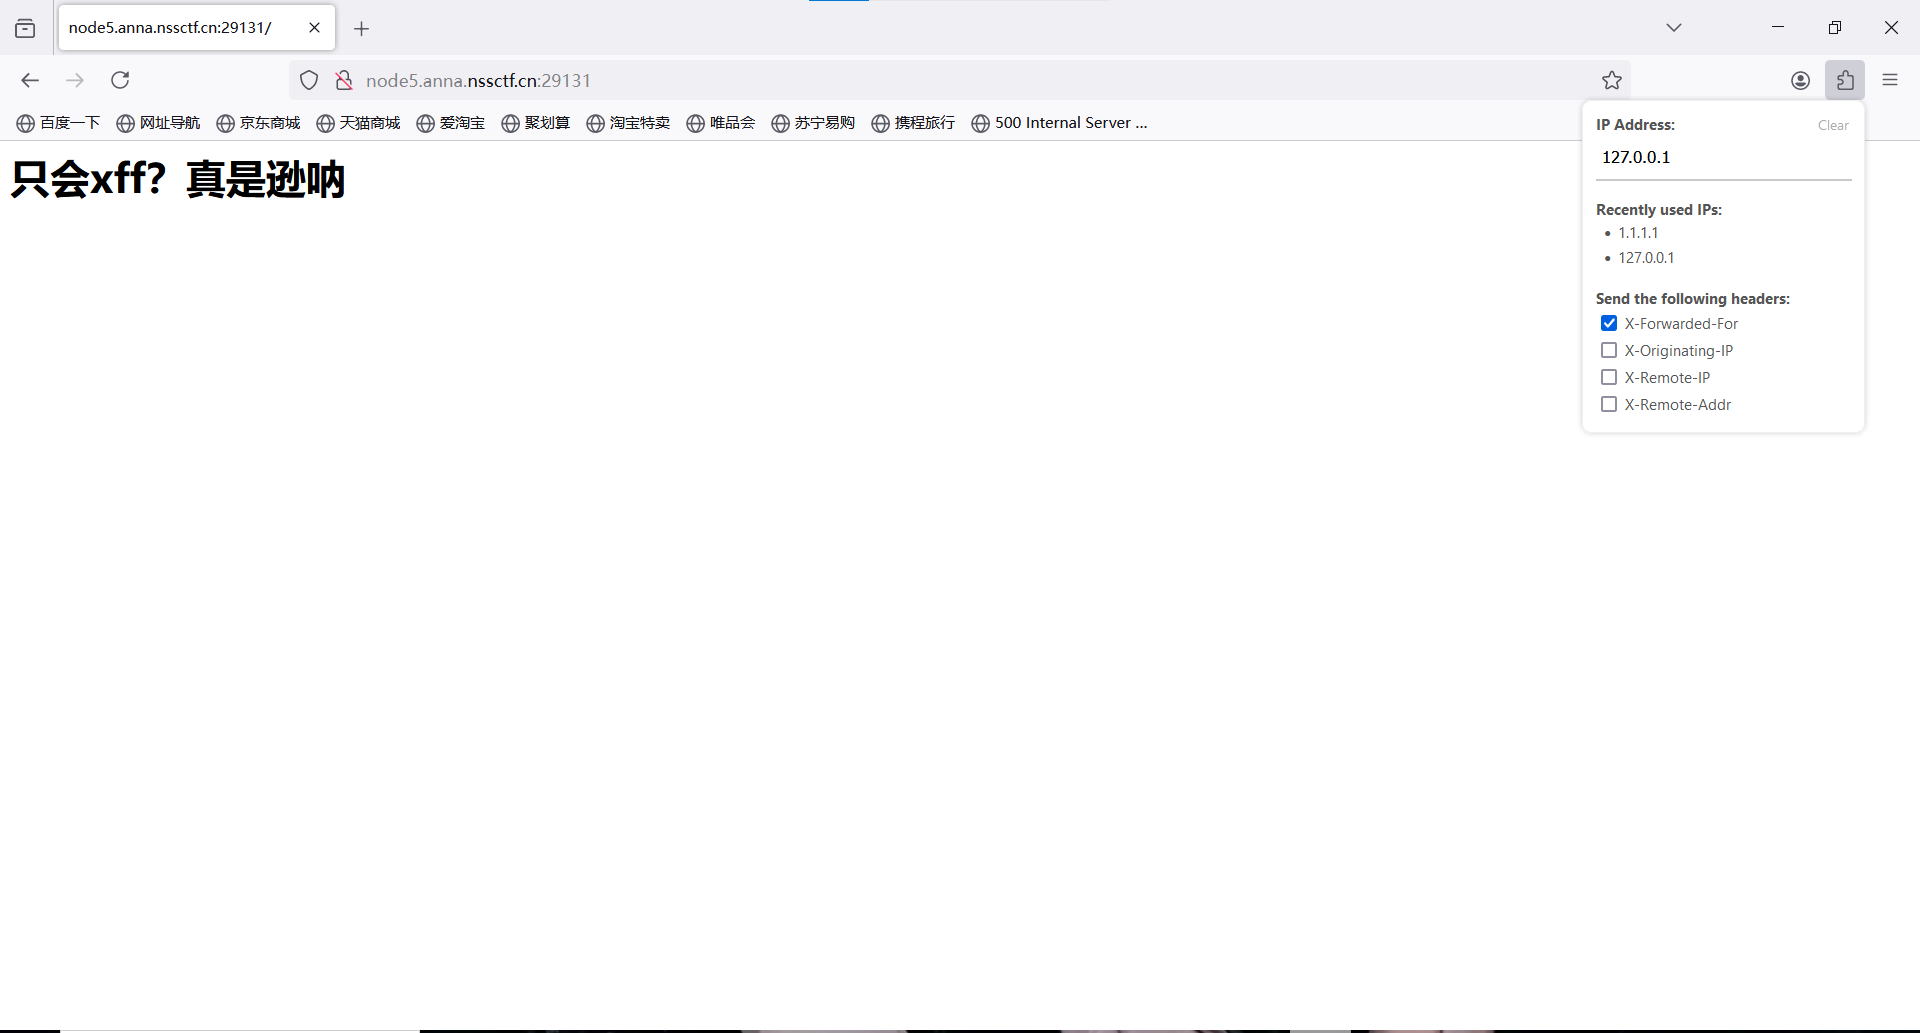 node5.anna.nssctf.cn:29131/
node5.anna.nssctf.cn:29131
百度一下 网址导航 京东商城 天猫商城 爱淘宝 聚划算 淘宝特卖 唯品会 苏宁易购 携程旅行 500 Internal Server ...
只会xff？真是逊呐
IP Address: Clear
127.0.0.1
Recently used IPs:
• 1.1.1.1
• 127.0.0.1
Send the following headers:
X-Forwarded-For
X-Originating-IP
X-Remote-IP
X-Remote-Addr